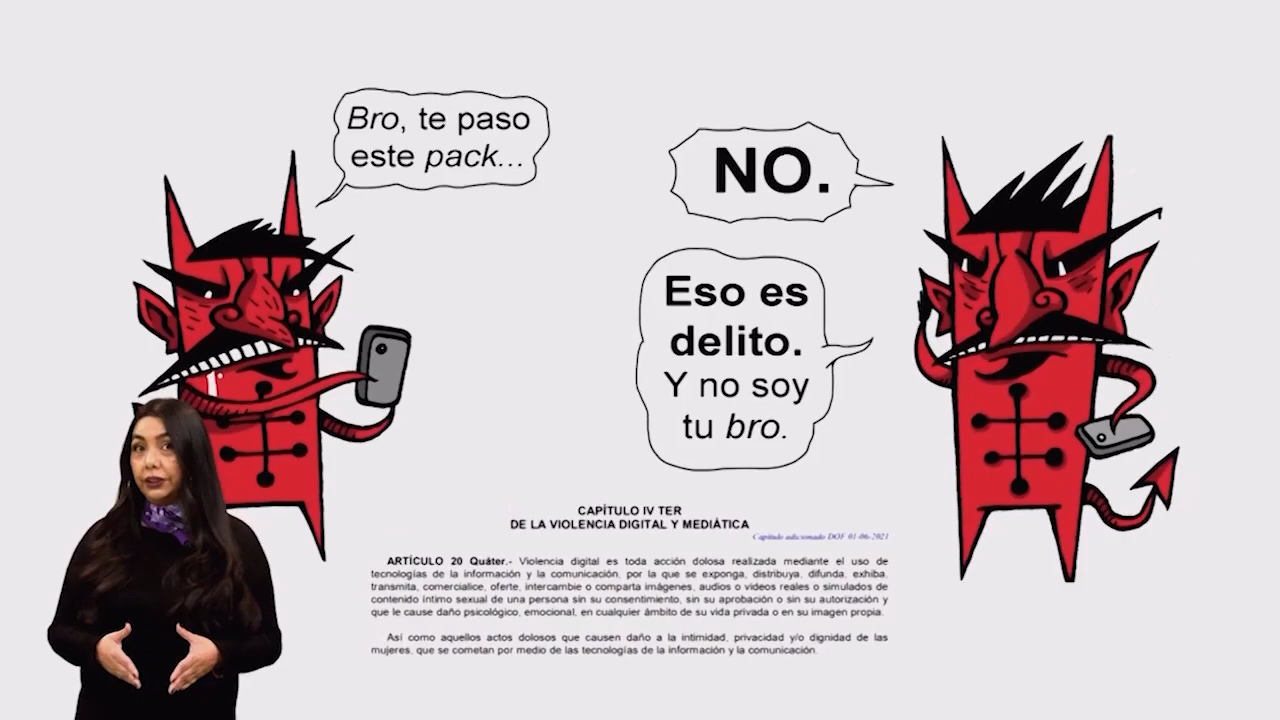 Bro, te paso
este pack...
NO.
Eso es
delito.
Y no soy
tu bro.
CAPÍTULO IV TER
DE LA VIOLENCIA DIGITAL Y MEDIÁTICA
Capítulo adicionado DOF 01-06-2021
ARTÍCULO 20 Quáter.- Violencia digital es toda acción dolosa realizada mediante el uso de
tecnologías de la información y la comunicación, por la que se exponga, distribuya, difunda, exhiba,
transmita, comercialice, oferte, intercambie o comparta imágenes, audios o videos reales o simulados de
contenido íntimo sexual de una persona sin su consentimiento, sin su aprobación o sin su autorización y
que le cause daño psicológico, emocional, en cualquier ámbito de su vida privada o en su imagen propia.
Así como aquellos actos dolosos que causen daño a la intimidad, privacidad y/o dignidad de las
mujeres, que se cometan por medio de las tecnologías de la información y la comunicación.